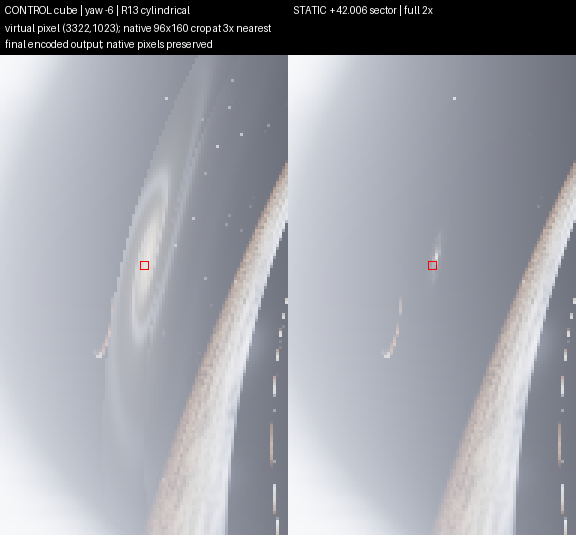 CONTROL cube | yaw -6 | R13 cylindrical
STATIC +42.006 sector | full 2x
virtual pixel (3322,1023); native 96x160 crop at 3x nearest
final encoded output; native pixels preserved